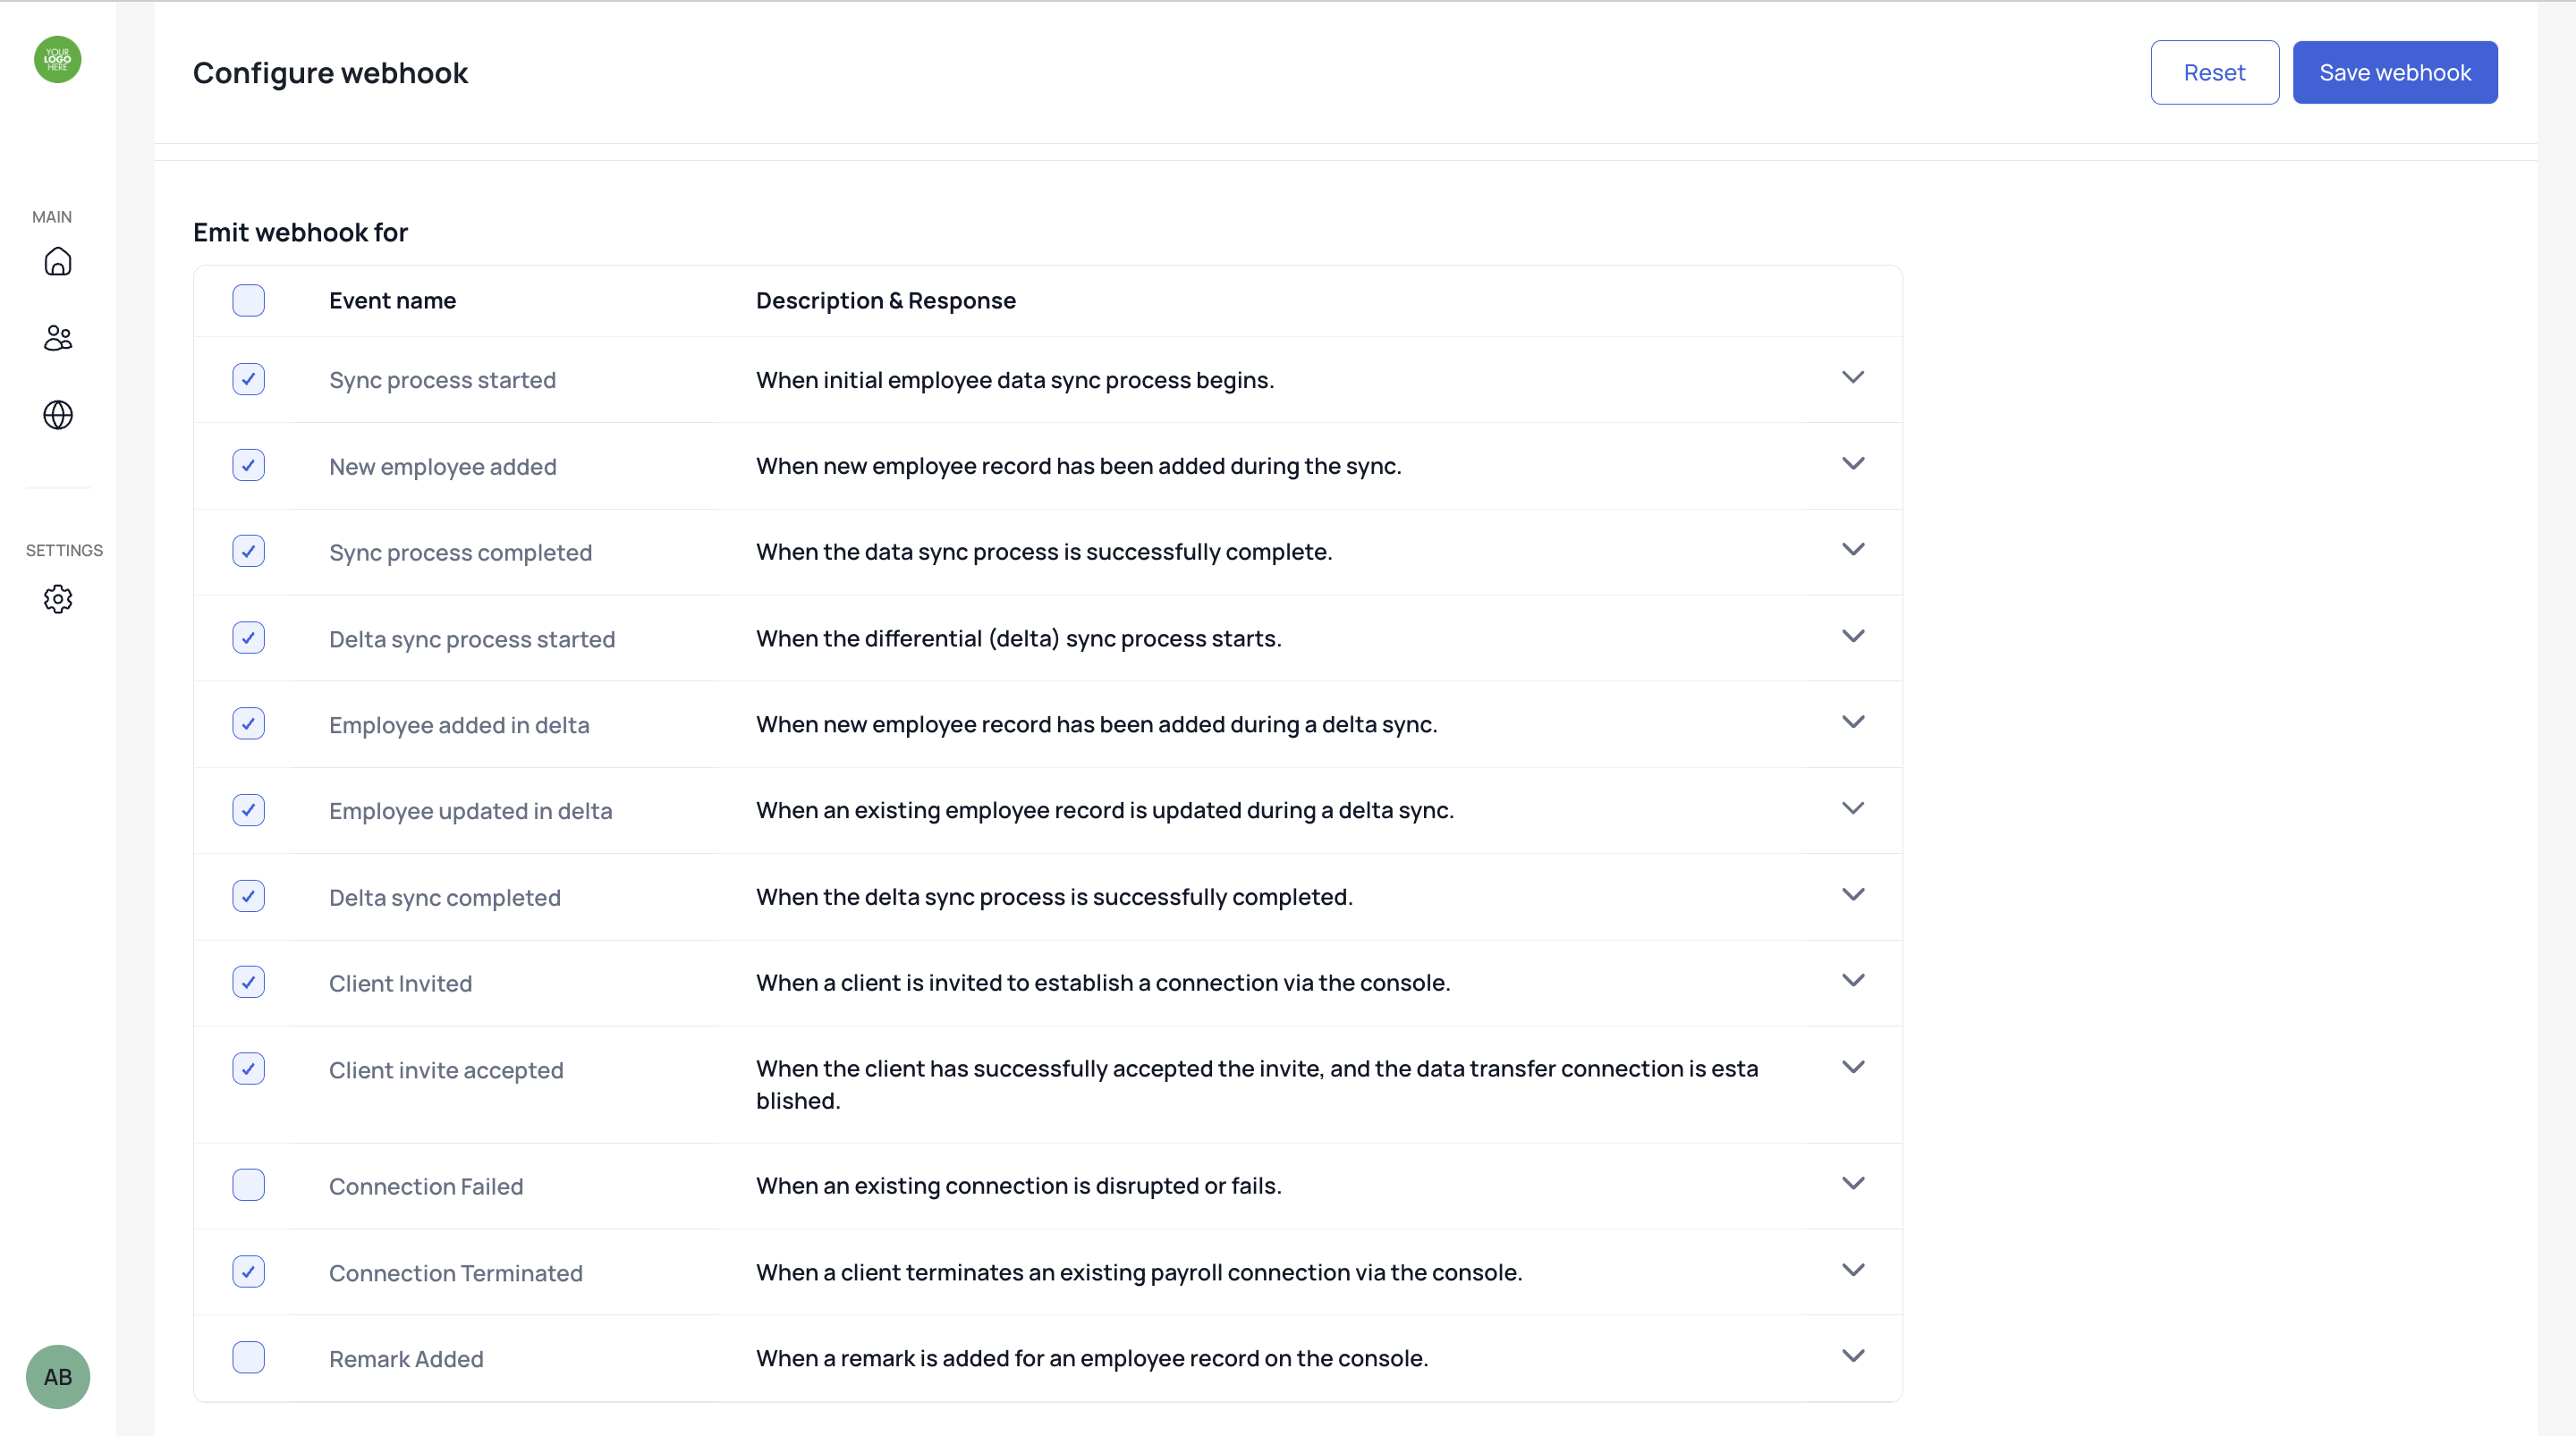 YOUR
LOGO
HERE
Configure webhook
Reset
Save webhook
MAIN
SETTINGS
AB
Emit webhook for
Event name Description & Response
Sync process started When initial employee data sync process begins.
New employee added When new employee record has been added during the sync.
Sync process completed When the data sync process is successfully complete.
Delta sync process started When the differential (delta) sync process starts.
Employee added in delta When new employee record has been added during a delta sync.
Employee updated in delta When an existing employee record is updated during a delta sync.
Delta sync completed When the delta sync process is successfully completed.
Client Invited When a client is invited to establish a connection via the console.
Client invite accepted When the client has successfully accepted the invite, and the data transfer connection is esta
blished.
Connection Failed When an existing connection is disrupted or fails.
Connection Terminated When a client terminates an existing payroll connection via the console.
Remark Added When a remark is added for an employee record on the console.